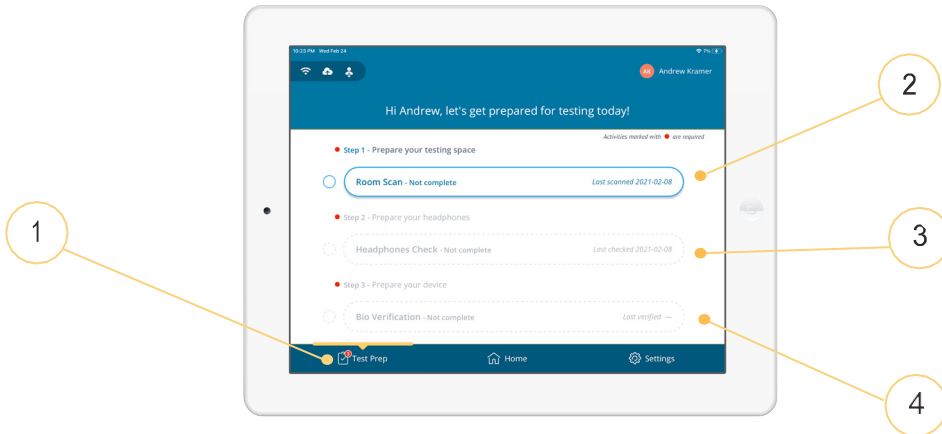 10:23 PM Wed Feb 24
7%
AK Andrew Kramer
Hi Andrew, let's get prepared for testing today!
Activities marked with ● are required
Step 1 - Prepare your testing space
Room Scan - Not complete Last scanned 2021-02-08
Step 2 - Prepare your headphones
Headphones Check - Not complete Last checked 2021-02-08
Step 3 - Prepare your device
Bio Verification - Not complete Last verified —
Test Prep Home Settings
1
2
3
4